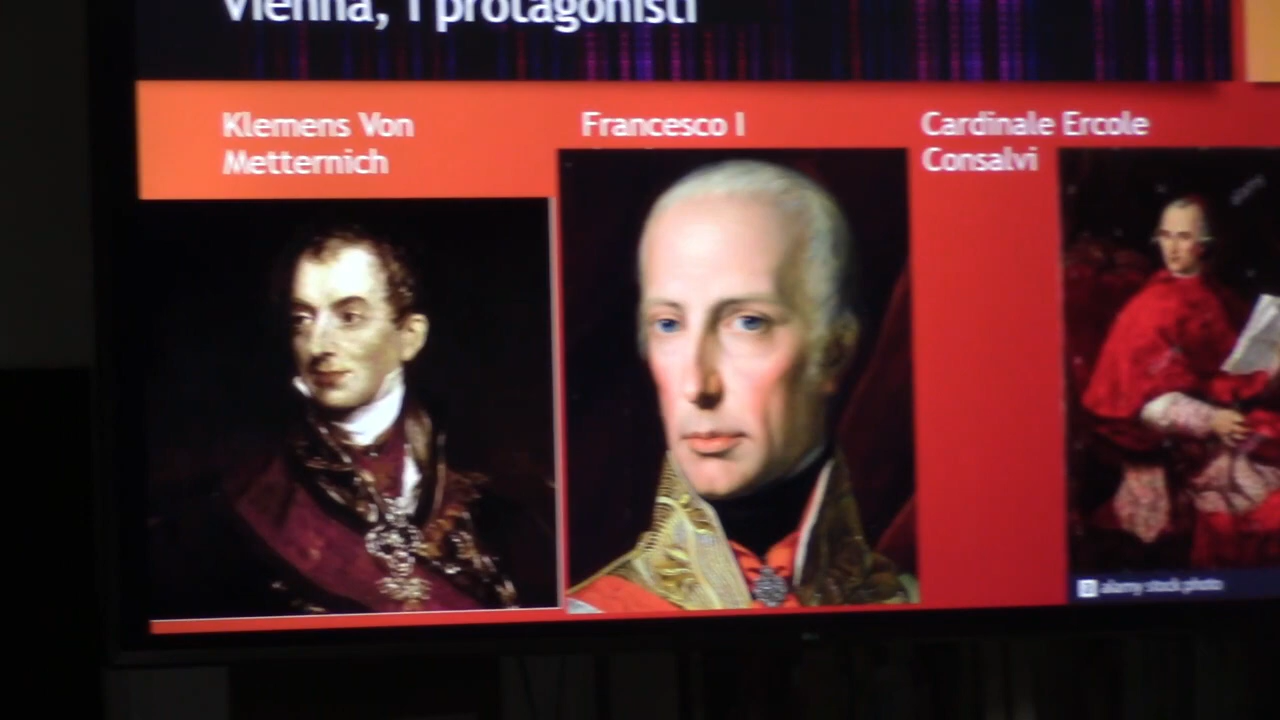 Vienna, i protagonisti
Klemens Von
Metternich
Francesco I
Cardinale Ercole
Consalvi
alamy stock photo